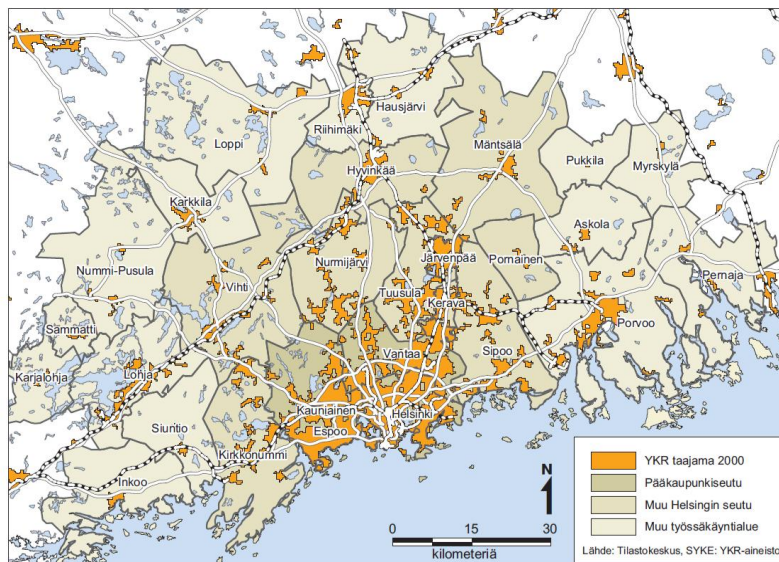 Hausjärvi
Riihimäki
Loppi
Mäntsälä
Pukkila
Myrskylä
Hyvinkää
Karkkila
Askola
Nurmijärvi
Järvenpää
Pornainen
Nummi-Pusula
Vihti
Tuusula
Kerava
Pernaja
Porvoo
Sammatti
Vantaa
Sipoo
Karjalohja
Lohja
Kauniainen
Helsinki
Siuntio
Espoo
Kirkkonummi
Inkoo
N
0 10 20 30
kilometeriä
YKR taajama 2000
Pääkaupunkiseutu
Muu Helsingin seutu
Muu työssäkäyntialue
Lähde: Tilastokeskus, SYKE: YKR-aineisto